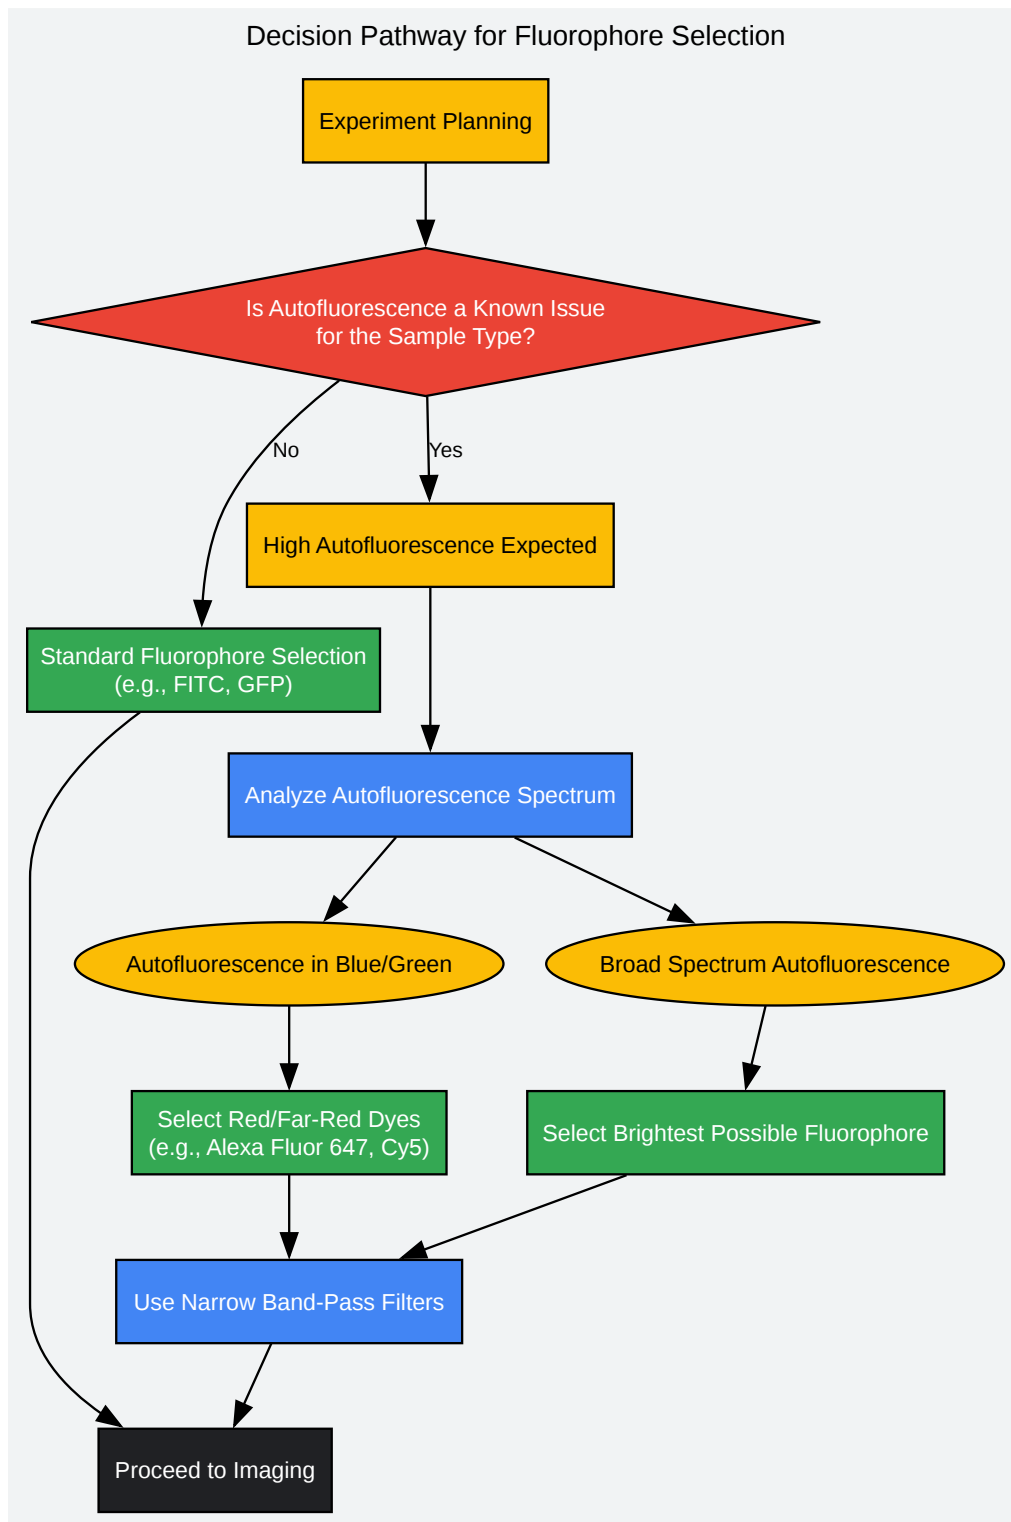 Decision Pathway for Fluorophore Selection
Experiment Planning
Is Autofluorescence a Known Issue
for the Sample Type?
No
Yes
High Autofluorescence Expected
Standard Fluorophore Selection
(e.g., FITC, GFP)
Analyze Autofluorescence Spectrum
Autofluorescence in Blue/Green
Broad Spectrum Autofluorescence
Select Red/Far-Red Dyes
(e.g., Alexa Fluor 647, Cy5)
Select Brightest Possible Fluorophore
Use Narrow Band-Pass Filters
Proceed to Imaging